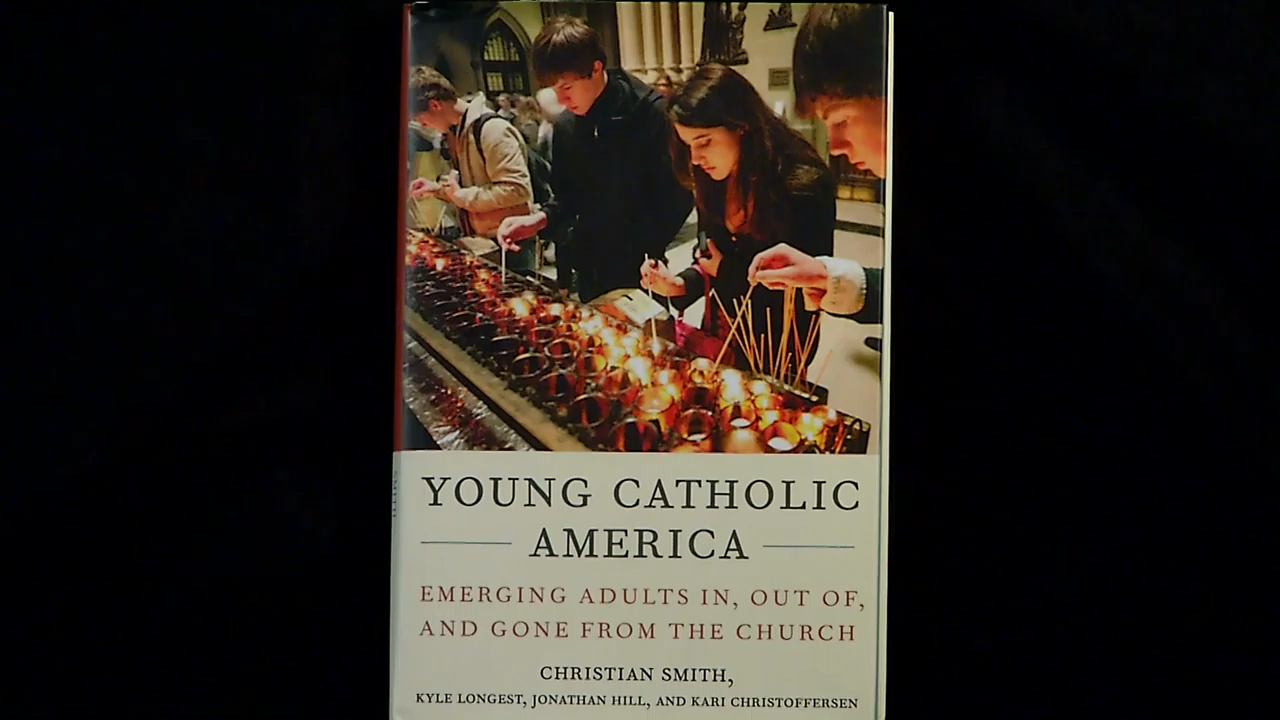 YOUNG CATHOLIC
AMERICA
EMERGING ADULTS IN, OUT OF,
AND GONE FROM THE CHURCH
CHRISTIAN SMITH,
KYLE LONGEST, JONATHAN HILL, AND KARI CHRISTOFFERSEN
SMITH